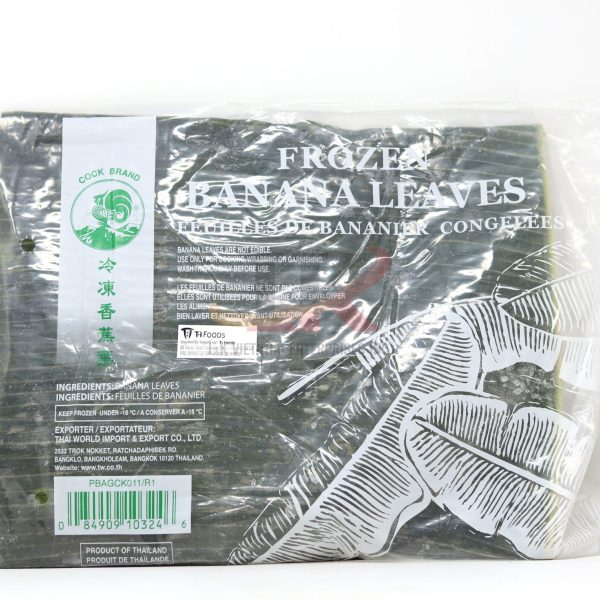 COCK BRAND
冷凍香蕉葉
FROZEN
BANANA LEAVES
FEUILLES DE BANANIER CONGELEES
BANANA LEAVES ARE NOT EDIBLE.
USE ONLY FOR COOKING, WRAPPING OR GARNISHING.
WASH THOROUGHLY BEFORE USE.
LES FEUILLES DE BANANIER NE SONT PAS COMESTIBLES
ELLES SONT UTILISEES POUR LA CUISINE POUR ENVELOPPER
LES ALIMENTS.
BIEN LAVER ET NETTOYER AVANT UTILISATION.
FOODS
INGREDIENTS: BANAMA LEAVES
INGRÉDIENTS: FEUILLES DE BANANIER
KEEP FROZEN UNDER -18 °C / A CONSERVER A -18 °C
EXPORTER / EXPORTATEUR:
THAI WORLD IMPORT & EXPORT CO., LTD.
2532 TROK NOKKET, RATCHADAPHISEK RD.
BANGKLO, BANGKHOLEAM, BANGKOK 10120 THAILAND.
Website: www.tw.co.th
PBAGCK011/R1
0 84909 10324 6
PRODUCT OF THAILAND
PRODUIT DE THAILANDE